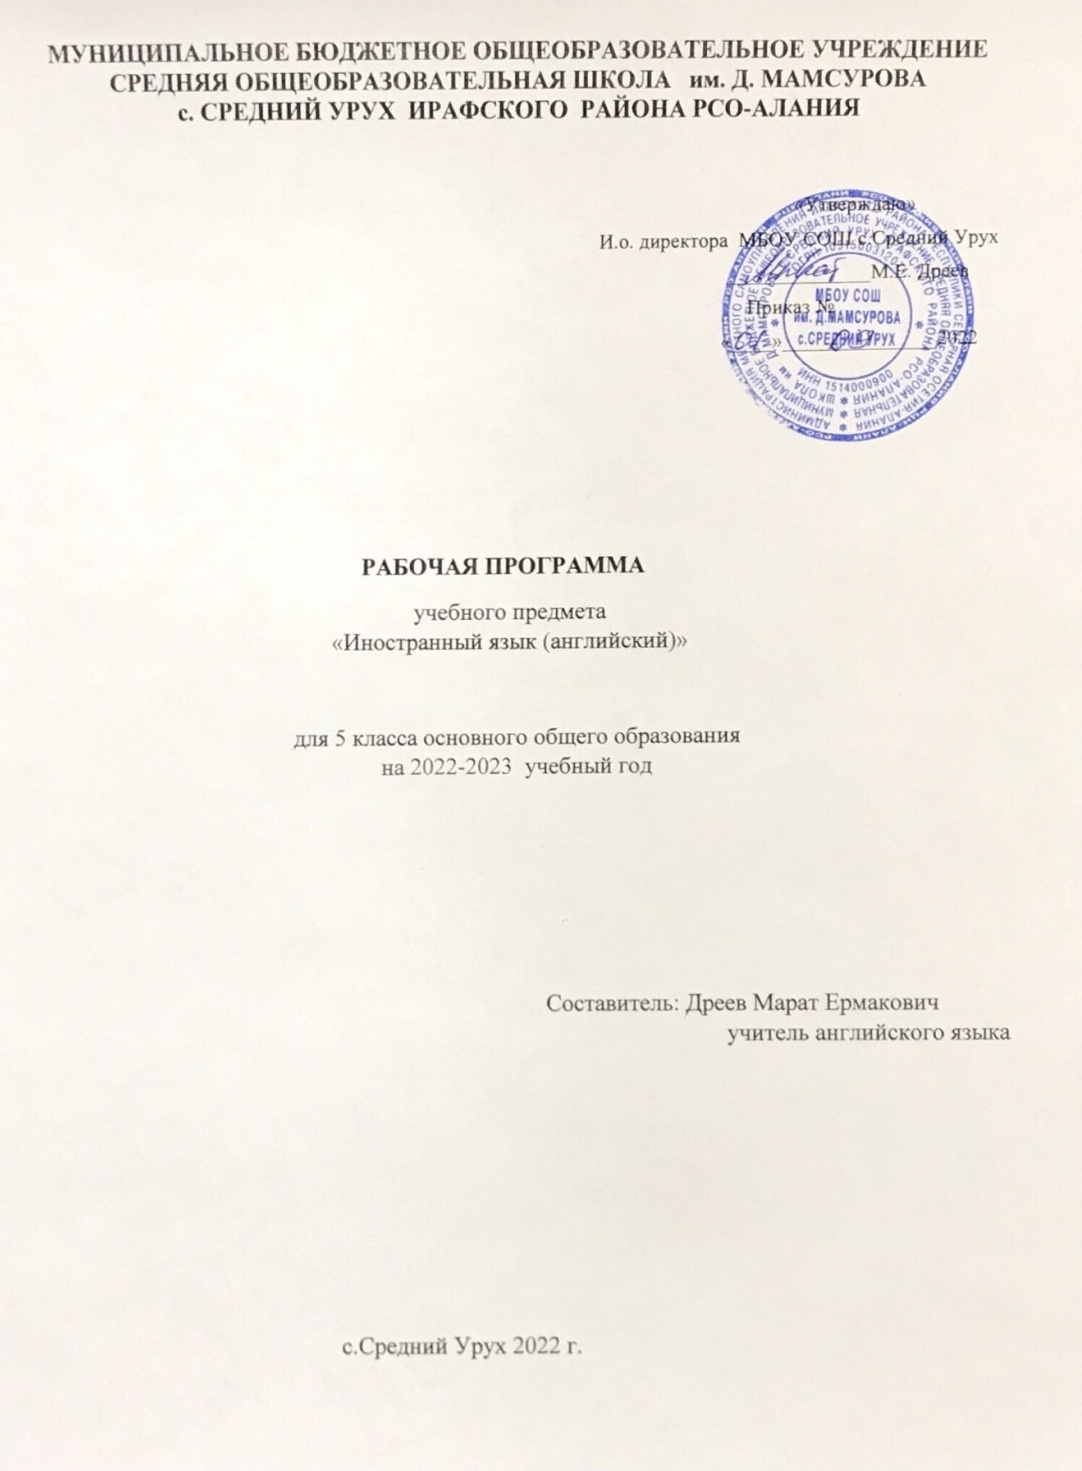 МУНИЦИПАЛЬНОЕ БЮДЖЕТНОЕ ОБЩЕОБРАЗОВАТЕЛЬНОЕ УЧРЕЖДЕНИЕ
СРЕДНЯЯ ОБЩЕОБРАЗОВАТЕЛЬНАЯ ШКОЛА им. Д. МАМСУРОВА
с. СРЕДНИЙ УРУХ ИРАФСКОГО РАЙОНА РСО-АЛАНИЯ
«Утверждаю»
И.о. директора МБОУ СОШ с.Средний Урух
М.Е. Дреев
Приказ №
2022
МБОУ СОШ
им. Д.МАМСУРОВА
с.СРЕДНИЙ УРУХ
ИНН 1514000900
РАБОЧАЯ ПРОГРАММА
учебного предмета
«Иностранный язык (английский)»
для 5 класса основного общего образования
на 2022-2023 учебный год
Составитель: Дреев Марат Ермакович
учитель английского языка
с.Средний Урух 2022 г.